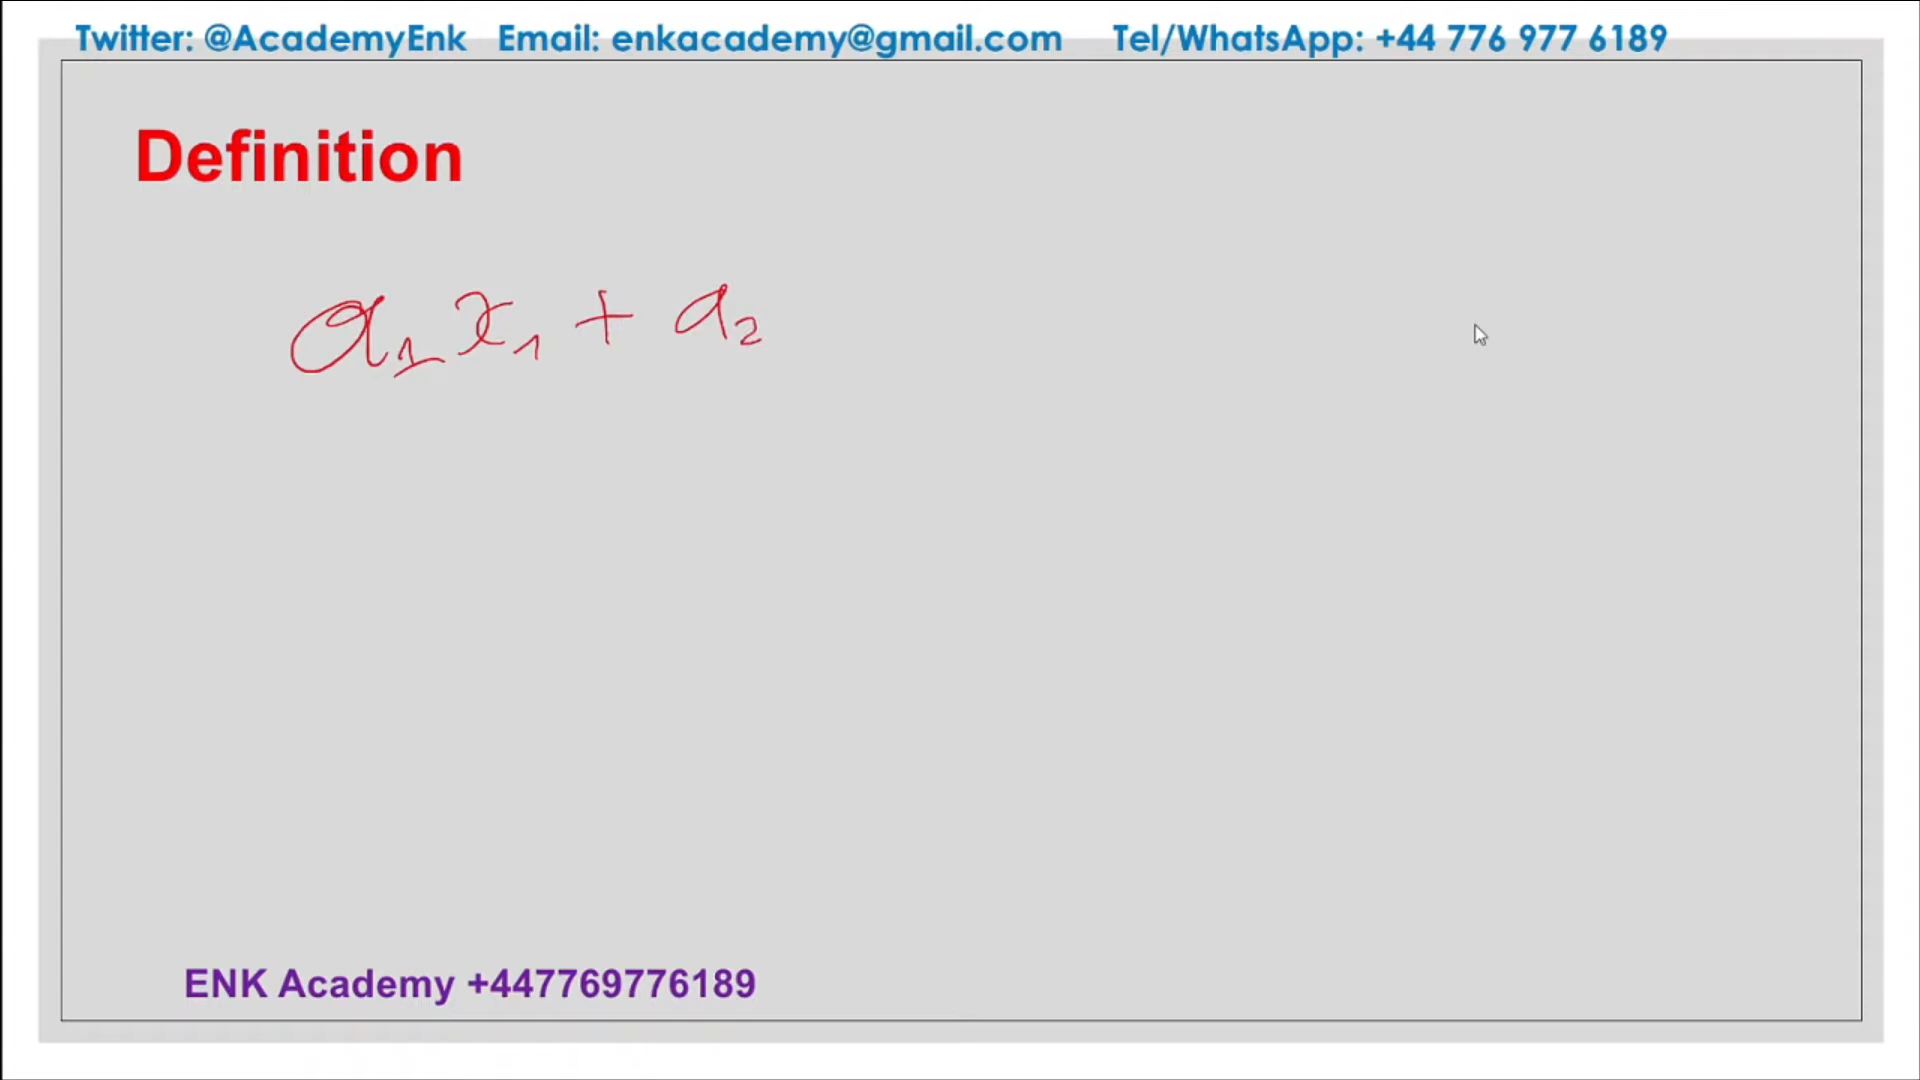 Twitter: @AcademyEnk Email: enkacademy@gmail.com Tel/WhatsApp: +44 776 977 6189
Definition
a₁x₁ + a₂
ENK Academy +447769776189